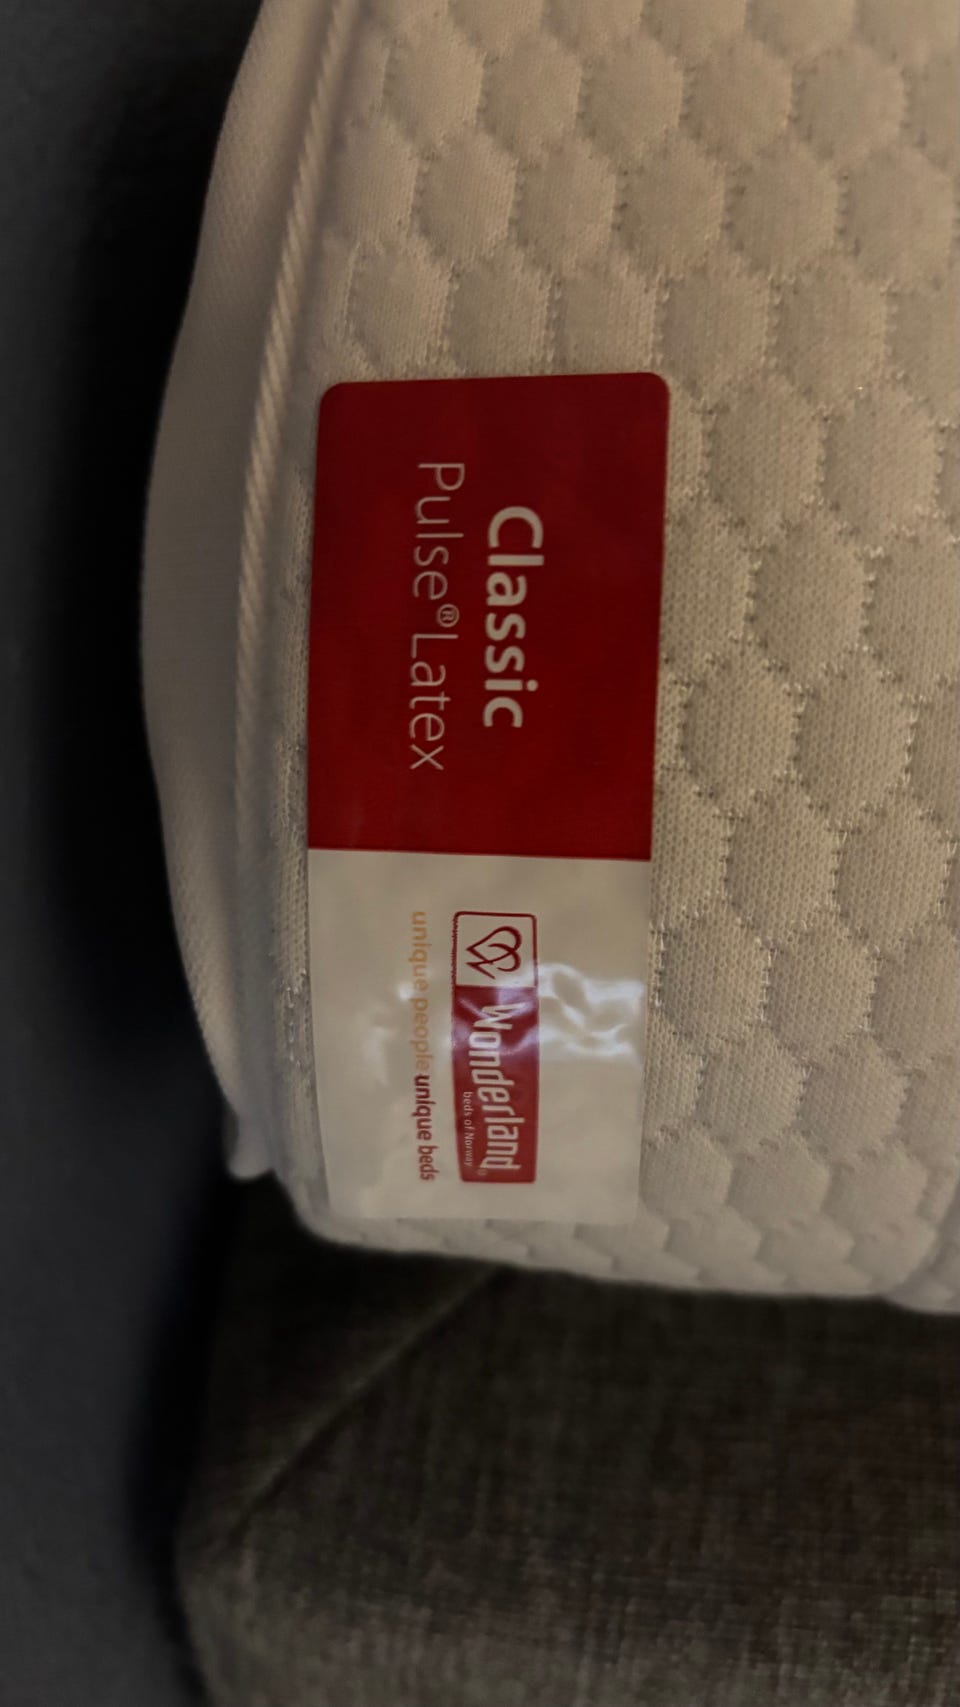 Classic
Pulse®Latex
Wonderland®
beds of Norway
unique people unique beds